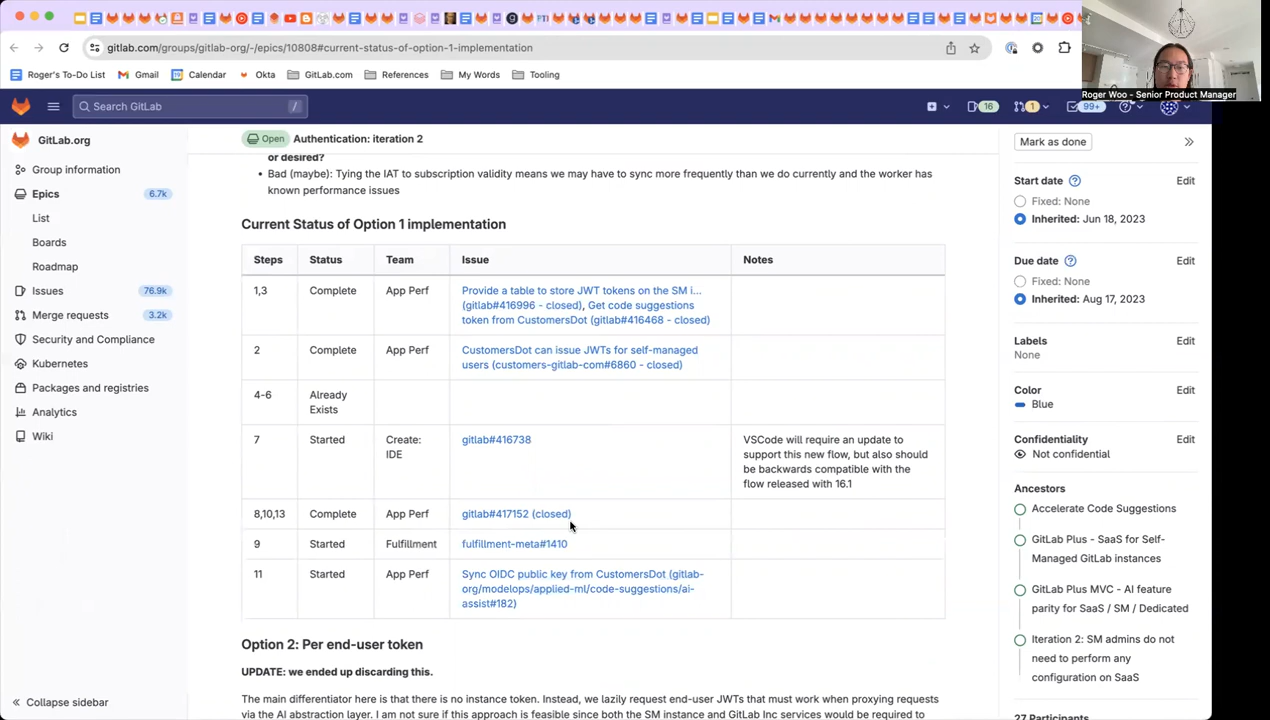 gitlab.com/groups/gitlab-org/-/epics/10808#current-status-of-option-1-implementation
Roger's To-Do List
Gmail
Calendar
Okta
GitLab.com
References
My Words
Tooling
Roger Woo - Senior Product Manager
Search GitLab
/
16
1
99+
GitLab.org
Group information
Epics
6.7k
List
Boards
Roadmap
Issues
76.9k
Merge requests
3.2k
Security and Compliance
Kubernetes
Packages and registries
Analytics
Wiki
Collapse sidebar
Open
Authentication: iteration 2
or desired?
• Bad (maybe): Tying the IAT to subscription validity means we may have to sync more frequently than we do currently and the worker has
known performance issues
Current Status of Option 1 implementation
Steps
Status
Team
Issue
Notes
1,3
Complete
App Perf
Provide a table to store JWT tokens on the SM i...
(gitlab#416996 - closed), Get code suggestions
token from CustomersDot (gitlab#416468 - closed)
2
Complete
App Perf
CustomersDot can issue JWTs for self-managed
users (customers-gitlab-com#6860 - closed)
4-6
Already
Exists
7
Started
Create:
IDE
gitlab#416738
VSCode will require an update to
support this new flow, but also should
be backwards compatible with the
flow released with 16.1
8,10,13
Complete
App Perf
gitlab#417152 (closed)
9
Started
Fulfillment
fulfillment-meta#1410
11
Started
App Perf
Sync OIDC public key from CustomersDot (gitlab-
org/modelops/applied-ml/code-suggestions/ai-
assist#182)
Option 2: Per end-user token
UPDATE: we ended up discarding this.
The main differentiator here is that there is no instance token. Instead, we lazily request end-user JWTs that must work when proxying requests
via the AI abstraction layer. I am not sure if this approach is feasible since both the SM instance and GitLab Inc services would be required to
Mark as done
Start date
Edit
Fixed: None
Inherited: Jun 18, 2023
Due date
Edit
Fixed: None
Inherited: Aug 17, 2023
Labels
Edit
None
Color
Edit
Blue
Confidentiality
Edit
Not confidential
Ancestors
Accelerate Code Suggestions
GitLab Plus - SaaS for Self-
Managed GitLab instances
GitLab Plus MVC - AI feature
parity for SaaS / SM / Dedicated
Iteration 2: SM admins do not
need to perform any
configuration on SaaS
27 Participants